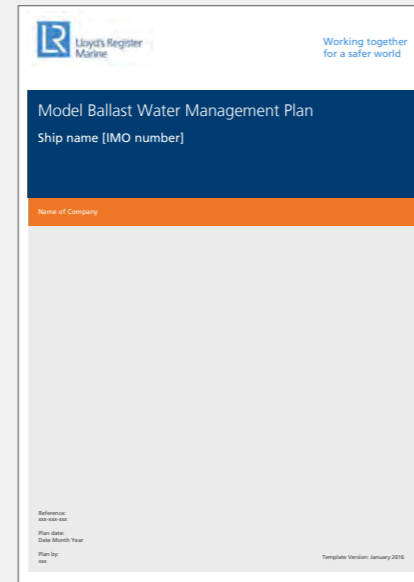 LR
Lloyd's Register
Marine
Working together
for a safer world
Model Ballast Water Management Plan
Ship name [IMO number]
Name of Company
Reference:
xxx-xxx-xxx
Plan date:
Date Month Year
Plan by:
xxx
Template Version: January 2016